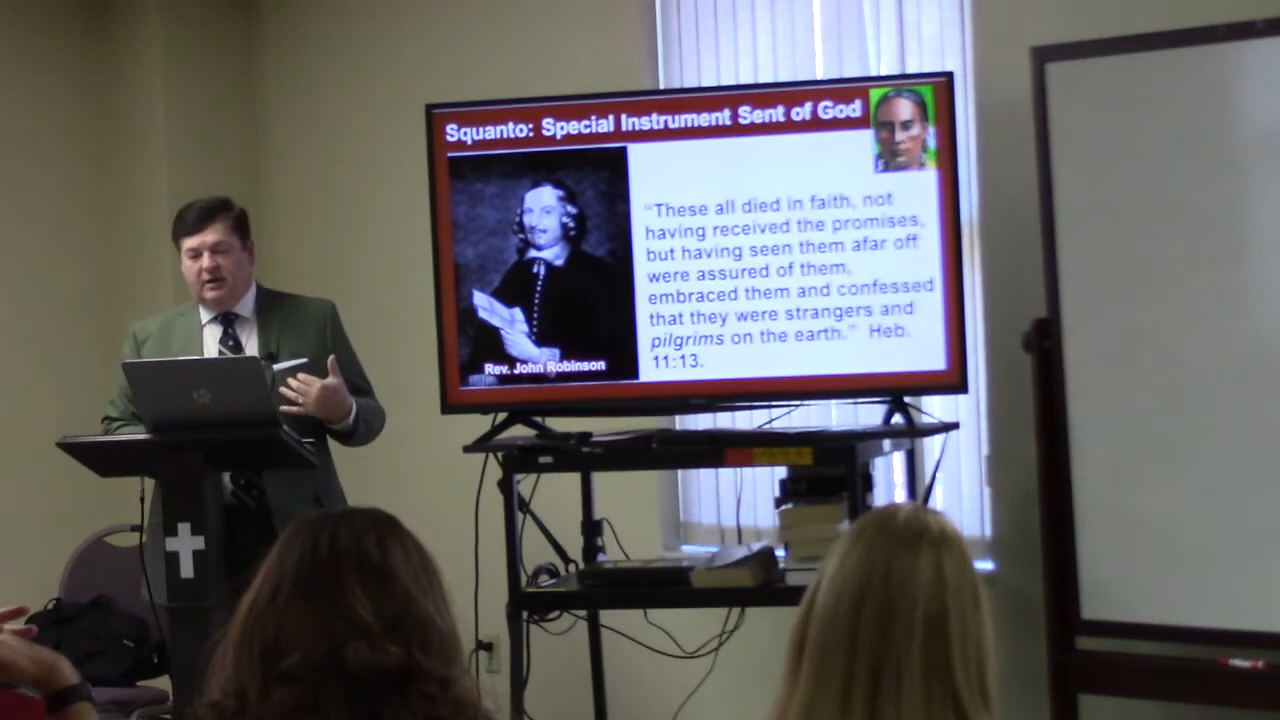 Squanto: Special Instrument Sent of God
“These all died in faith, not
having received the promises,
but having seen them afar off
were assured of them,
embraced them and confessed
that they were strangers and
pilgrims on the earth.” Heb.
11:13.
Rev. John Robinson
hp